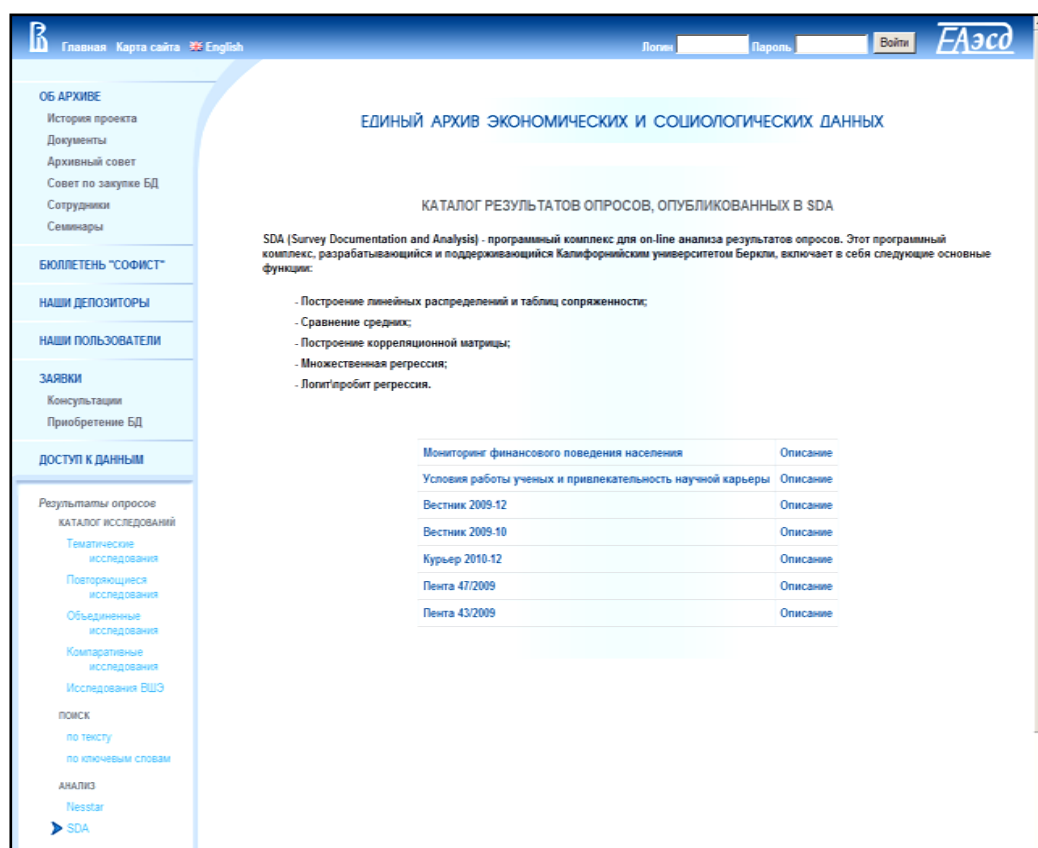 Главная Карта сайта English Логин Пароль Войти ЕАэсд
ОБ АРХИВЕ
История проекта
Документы
Архивный совет
Совет по закупке БД
Сотрудники
Семинары
БЮЛЛЕТЕНЬ "СОФИСТ"
НАШИ ДЕПОЗИТОРЫ
НАШИ ПОЛЬЗОВАТЕЛИ
ЗАЯВКИ
Консультации
Приобретение БД
ДОСТУП К ДАННЫМ
Результаты опросов
КАТАЛОГ ИССЛЕДОВАНИЙ
Тематические
исследования
Повторяющиеся
исследования
Объединенные
исследования
Компаративные
исследования
Исследования ВШЭ
ПОИСК
по тексту
по ключевым словам
АНАЛИЗ
Nesstar
SDA
ЕДИНЫЙ АРХИВ ЭКОНОМИЧЕСКИХ И СОЦИОЛОГИЧЕСКИХ ДАННЫХ
КАТАЛОГ РЕЗУЛЬТАТОВ ОПРОСОВ, ОПУБЛИКОВАННЫХ В SDA
SDA (Survey Documentation and Analysis) - программный комплекс для on-line анализа результатов опросов. Этот программный
комплекс, разрабатывающийся и поддерживающийся Калифорнийским университетом Беркли, включает в себя следующие основные
функции:
- Построение линейных распределений и таблиц сопряженности;
- Сравнение средних;
- Построение корреляционной матрицы;
- Множественная регрессия;
- Логит\пробит регрессия.
Мониторинг финансового поведения населения Описание
Условия работы ученых и привлекательность научной карьеры Описание
Вестник 2009-12 Описание
Вестник 2009-10 Описание
Курьер 2010-12 Описание
Пента 47/2009 Описание
Пента 43/2009 Описание